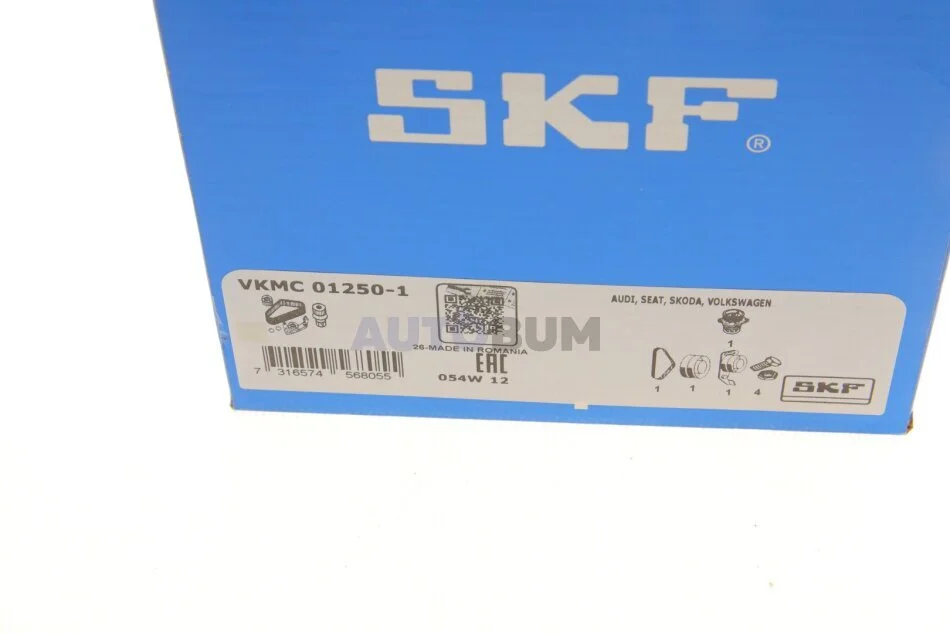 SKF®
VKMC 01250-1
AUDI, SEAT, SKODA, VOLKSWAGEN
1
AUTOBUM
26-MADE IN ROMANIA
EAC
7 316574 568055
054W 12
1 1 1 4
SKF